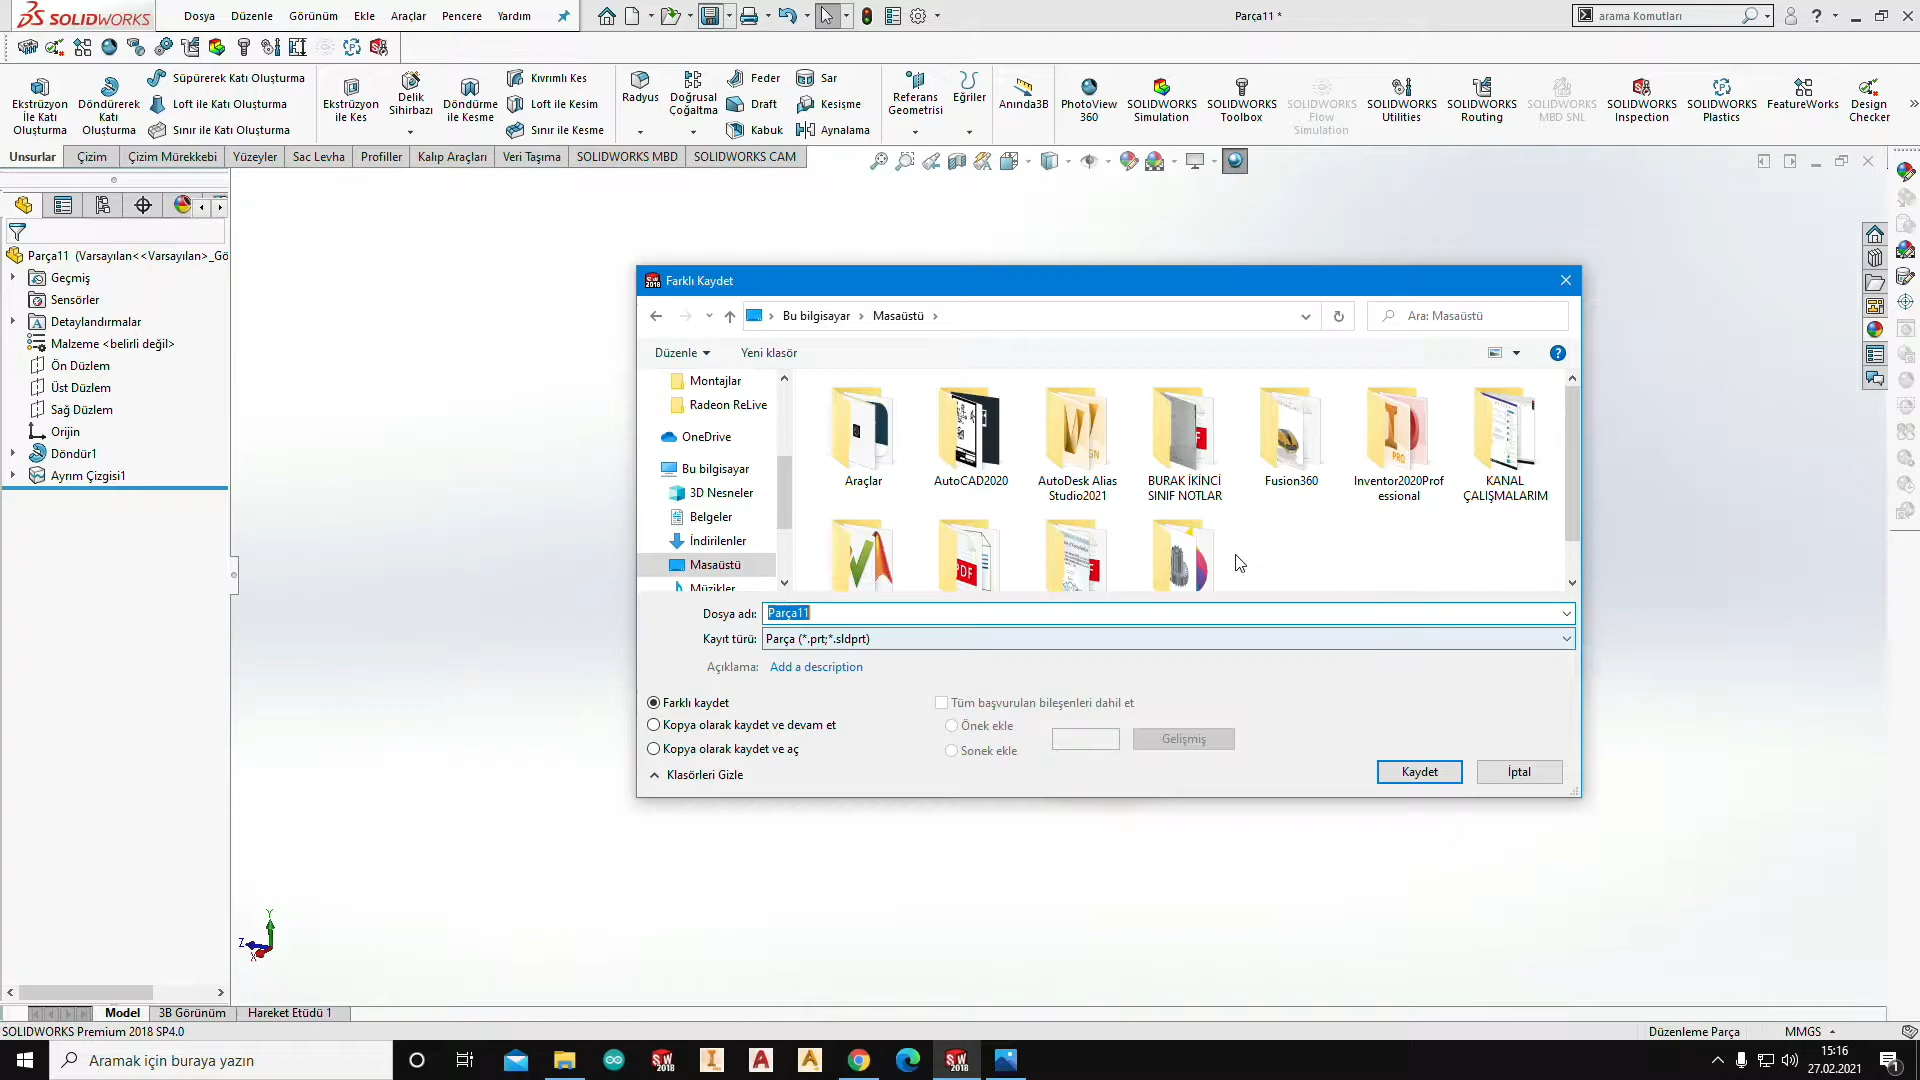 SOLIDWORKS
Dosya Düzenle Görünüm Ekle Araçlar Pencere Yardım
Parça11 *
arama Komutları
Ekstrüzyon İle Katı Oluşturma
Döndürerek Katı Oluşturma
Süpürerek Katı Oluşturma
Loft ile Katı Oluşturma
Sınır ile Katı Oluşturma
Ekstrüzyon ile Kes
Delik Sihirbazı
Döndürme ile Kesme
Kıvrımlı Kes
Loft ile Kesim
Sınır ile Kesme
Radyus
Doğrusal Çoğaltma
Feder
Draft
Kabuk
Sar
Kesişme
Aynalama
Referans Geometrisi
Eğriler
Anında3B
PhotoView 360
SOLIDWORKS Simulation
SOLIDWORKS Toolbox
SOLIDWORKS Flow Simulation
SOLIDWORKS Utilities
SOLIDWORKS Routing
SOLIDWORKS MBD SNL
SOLIDWORKS Inspection
SOLIDWORKS Plastics
FeatureWorks
Design Checker
Unsurlar Çizim Çizim Mürekkebi Yüzeyler Sac Levha Profiller Kalıp Araçları Veri Taşıma SOLIDWORKS MBD SOLIDWORKS CAM
Parça11 (Varsayılan<<Varsayılan>_Gö
Geçmiş
Sensörler
Detaylandırmalar
Malzeme <belirli değil>
Ön Düzlem
Üst Düzlem
Sağ Düzlem
Orijin
Döndür1
Ayrım Çizgisi1
Farklı Kaydet
Bu bilgisayar > Masaüstü >
Ara: Masaüstü
Düzenle Yeni klasör
Montajlar
Radeon ReLive
OneDrive
Bu bilgisayar
3D Nesneler
Belgeler
İndirilenler
Masaüstü
Müzikler
Araçlar
AutoCAD2020
AutoDesk Alias Studio2021
BURAK İKİNCİ SINIF NOTLAR
Fusion360
Inventor2020Professional
KANAL ÇALIŞMALARIM
PRO
PDF
Dosya adı: Parça11
Kayıt türü: Parça (*.prt;*.sldprt)
Açıklama: Add a description
Farklı kaydet
Kopya olarak kaydet ve devam et
Kopya olarak kaydet ve aç
Klasörleri Gizle
Tüm başvurulan bileşenleri dahil et
Önek ekle
Sonek ekle
Gelişmiş
Kaydet İptal
Y
Z
X
Model 3B Görünüm Hareket Etüdü 1
SOLIDWORKS Premium 2018 SP4.0
Düzenleme Parça MMGS
Aramak için buraya yazın
15:16
27.02.2021
1